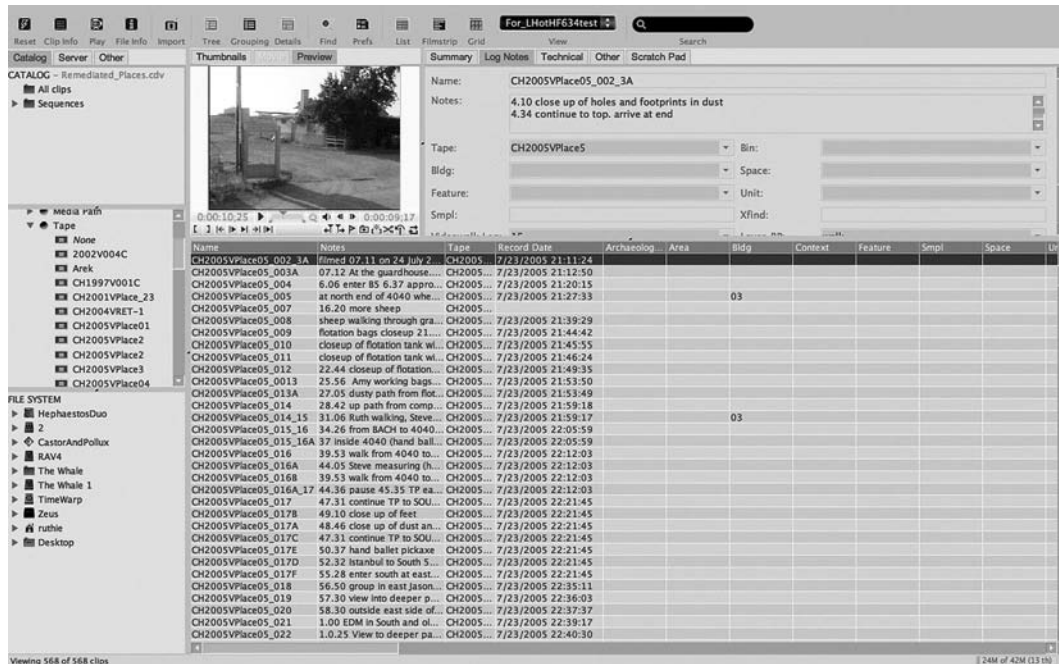 Reset Clip Info Play File Info Import Tree Grouping Details Find Prefs List Filmstrip Grid
For_LHotHF634test
View Search
Catalog Server Other
Thumbnails Preview
Summary Log Notes Technical Other Scratch Pad
CATALOG – Remediated_Places.cdv
All clips
Sequences
Name: CH2005VPlace05_002_3A
Notes: 4.10 close up of holes and footprints in dust
4.34 continue to top. arrive at end
Tape: CH2005VPlace5 Bin:
Bldg: Space:
Feature: Unit:
Smpl: Xfind:
0:00:10;25 0:00:09;17
Media Path
Tape
None
2002V004C
Arek
CH1997V001C
CH2001VPlace_23
CH2004VRET-1
CH2005VPlace01
CH2005VPlace2
CH2005VPlace2
CH2005VPlace3
CH2005VPlace04
FILE SYSTEM
HephaestosDuo
2
CastorAndPollux
RAV4
The Whale
The Whale 1
TimeWarp
Zeus
ruthie
Desktop
Name Notes Tape Record Date Archaeolog... Area Bldg Context Feature Smpl Space Un
CH2005VPlace05_002_3A filmed 07.11 on 24 July 2... CH2005... 7/23/2005 21:11:24
CH2005VPlace05_003A 07.12 At the guardhouse.... CH2005... 7/23/2005 21:12:50
CH2005VPlace05_004 6.06 enter BS 6.37 appro... CH2005... 7/23/2005 21:20:15
CH2005VPlace05_005 at north end of 4040 whe... CH2005... 7/23/2005 21:27:33 03
CH2005VPlace05_007 16.20 more sheep CH2005...
CH2005VPlace05_008 sheep walking through gra... CH2005... 7/23/2005 21:39:29
CH2005VPlace05_009 flotation bags closeup 21.... CH2005... 7/23/2005 21:44:42
CH2005VPlace05_010 closeup of flotation tank wi... CH2005... 7/23/2005 21:45:55
CH2005VPlace05_011 closeup of flotation tank wi... CH2005... 7/23/2005 21:46:24
CH2005VPlace05_012 22.44 closeup of flotation... CH2005... 7/23/2005 21:49:35
CH2005VPlace05_0013 25.56 Amy working bags... CH2005... 7/23/2005 21:53:50
CH2005VPlace05_013A 27.05 dusty path from flot... CH2005... 7/23/2005 21:53:49
CH2005VPlace05_014 28.42 up path from comp... CH2005... 7/23/2005 21:59:18
CH2005VPlace05_014_15 31.06 Ruth walking, Steve... CH2005... 7/23/2005 21:59:17 03
CH2005VPlace05_015_16 34.26 from BACH to 4040... CH2005... 7/23/2005 22:05:59
CH2005VPlace05_015_16A 37 inside 4040 (hand ball... CH2005... 7/23/2005 22:05:59
CH2005VPlace05_016 39.53 walk from 4040 to... CH2005... 7/23/2005 22:12:03
CH2005VPlace05_016A 44.05 Steve measuring (h... CH2005... 7/23/2005 22:12:03
CH2005VPlace05_016B 39.53 walk from 4040 to... CH2005... 7/23/2005 22:12:03
CH2005VPlace05_016A_17 44.36 pause 45.35 TP ea... CH2005... 7/23/2005 22:12:03
CH2005VPlace05_017 47.31 continue TP to SOU... CH2005... 7/23/2005 22:21:45
CH2005VPlace05_017B 49.10 close up of feet CH2005... 7/23/2005 22:21:45
CH2005VPlace05_017A 48.46 close up of dust an... CH2005... 7/23/2005 22:21:45
CH2005VPlace05_017C 47.31 continue TP to SOU... CH2005... 7/23/2005 22:21:45
CH2005VPlace05_017E 50.37 hand ballet pickaxe CH2005... 7/23/2005 22:21:45
CH2005VPlace05_017D 52.32 Istanbul to South 5... CH2005... 7/23/2005 22:21:45
CH2005VPlace05_017F 55.28 enter south at east... CH2005... 7/23/2005 22:21:45
CH2005VPlace05_018 56.50 group in east Jason... CH2005... 7/23/2005 22:35:11
CH2005VPlace05_019 57.30 view into deeper p... CH2005... 7/23/2005 22:36:03
CH2005VPlace05_020 58.30 outside east side of... CH2005... 7/23/2005 22:37:37
CH2005VPlace05_021 1.00 EDM in South and ol... CH2005... 7/23/2005 22:39:17
CH2005VPlace05_022 1.0.25 View to deeper pa... CH2005... 7/23/2005 22:40:30
Viewing 568 of 568 clips 24M of 42M (13 th)